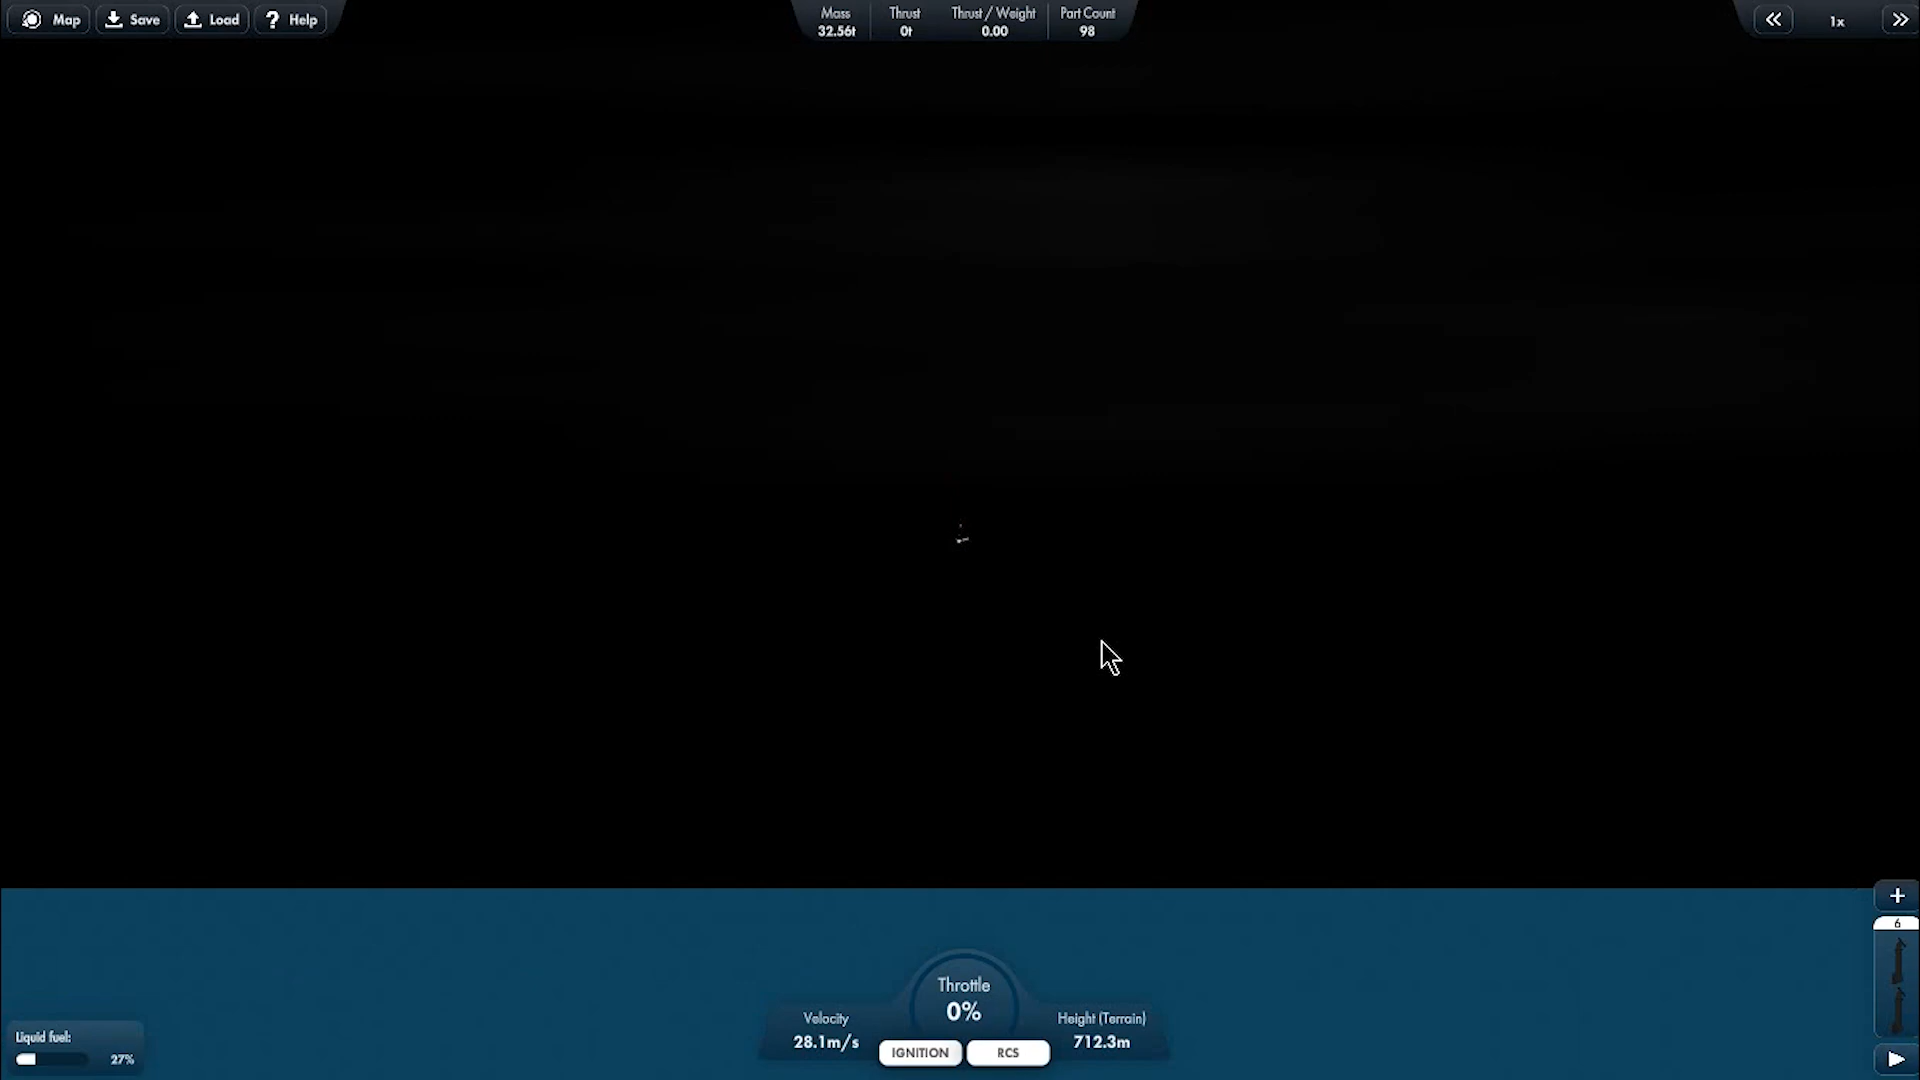 Map Save Load ? Help
Mass Thrust Thrust / Weight Part Count
32.56t 0t 0.00 98
1x
6
Throttle
0%
Velocity Height (Terrain)
28.1m/s 712.3m
IGNITION RCS
Liquid fuel:
27%